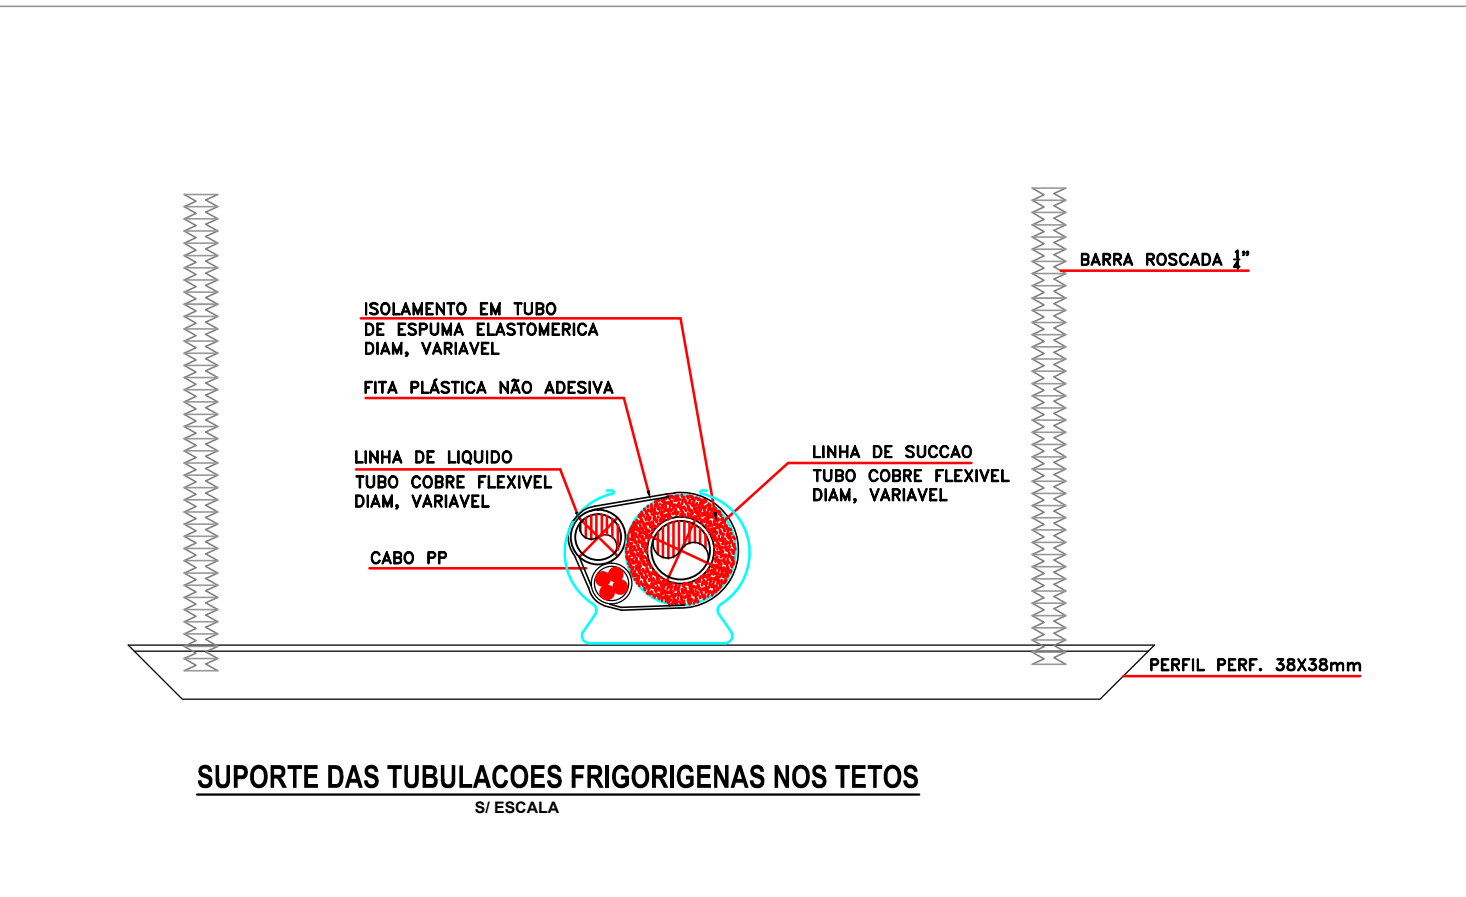 BARRA ROSCADA 1/4"
ISOLAMENTO EM TUBO
DE ESPUMA ELASTOMERICA
DIAM, VARIAVEL
FITA PLÁSTICA NÃO ADESIVA
LINHA DE LIQUIDO
TUBO COBRE FLEXIVEL
DIAM, VARIAVEL
LINHA DE SUCCAO
TUBO COBRE FLEXIVEL
DIAM, VARIAVEL
CABO PP
PERFIL PERF. 38X38mm
SUPORTE DAS TUBULACOES FRIGORIGENAS NOS TETOS
S/ ESCALA